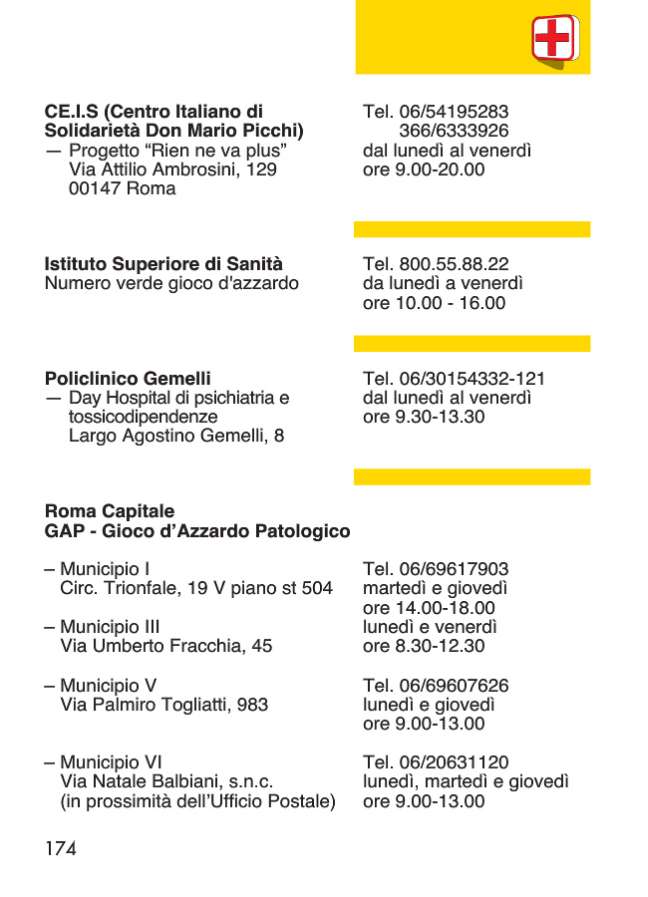 CE.I.S (Centro Italiano di
Solidarietà Don Mario Picchi)
— Progetto “Rien ne va plus”
Via Attilio Ambrosini, 129
00147 Roma
Tel. 06/54195283
366/6333926
dal lunedì al venerdì
ore 9.00-20.00
Istituto Superiore di Sanità
Numero verde gioco d'azzardo
Tel. 800.55.88.22
da lunedì a venerdì
ore 10.00 - 16.00
Policlinico Gemelli
— Day Hospital di psichiatria e
tossicodipendenze
Largo Agostino Gemelli, 8
Tel. 06/30154332-121
dal lunedì al venerdì
ore 9.30-13.30
Roma Capitale
GAP - Gioco d’Azzardo Patologico
– Municipio I
Circ. Trionfale, 19 V piano st 504
Tel. 06/69617903
martedì e giovedì
ore 14.00-18.00
– Municipio III
Via Umberto Fracchia, 45
lunedì e venerdì
ore 8.30-12.30
– Municipio V
Via Palmiro Togliatti, 983
Tel. 06/69607626
lunedì e giovedì
ore 9.00-13.00
– Municipio VI
Via Natale Balbiani, s.n.c.
(in prossimità dell’Ufficio Postale)
Tel. 06/20631120
lunedì, martedì e giovedì
ore 9.00-13.00
174